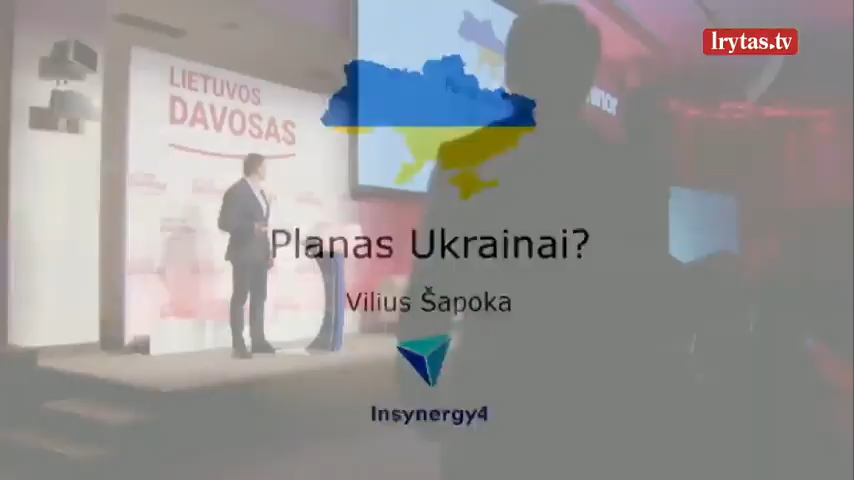 lrytas.tv
LIETUVOS
DAVOSAS
Planas Ukrainai?
Vilius Šapoka
Insynergy4